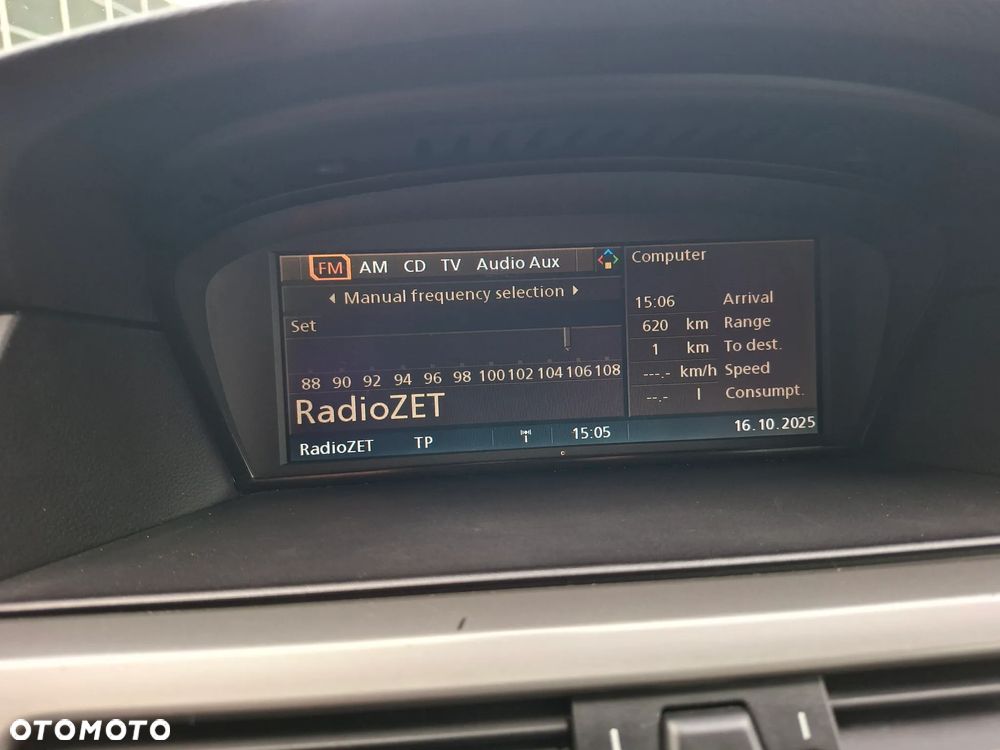 FM AM CD TV Audio Aux
Manual frequency selection
Set
88 90 92 94 96 98 100 102 104 106 108
RadioZET
RadioZET TP 15:05
Computer
15:06 Arrival
620 km Range
1 km To dest.
---.- km/h Speed
--.- l Consumpt.
16.10.2025
OTOMOTO